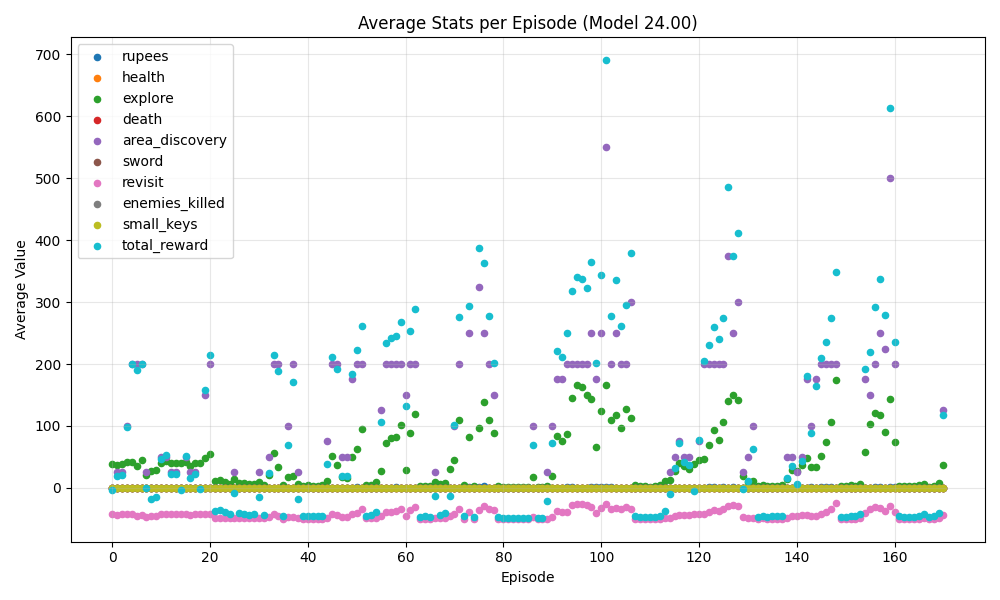 Average Stats per Episode (Model 24.00)
rupees
health
explore
death
area_discovery
sword
revisit
enemies_killed
small_keys
total_reward
Average Value
700
600
500
400
300
200
100
0
0 20 40 60 80 100 120 140 160
Episode